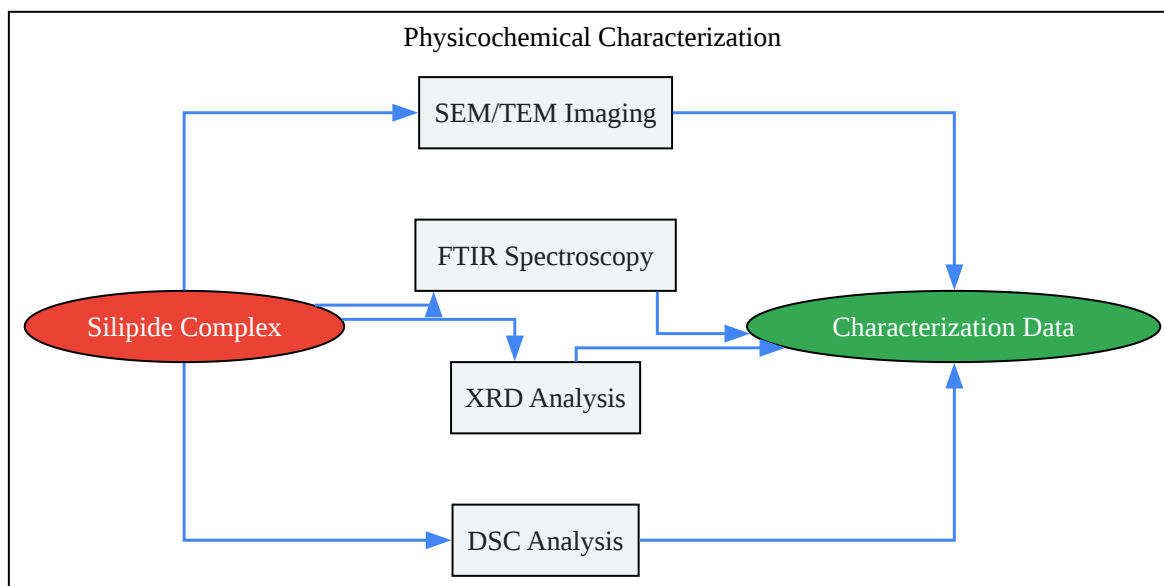 Physicochemical Characterization
SEM/TEM Imaging
FTIR Spectroscopy
Silipide Complex
Characterization Data
XRD Analysis
DSC Analysis